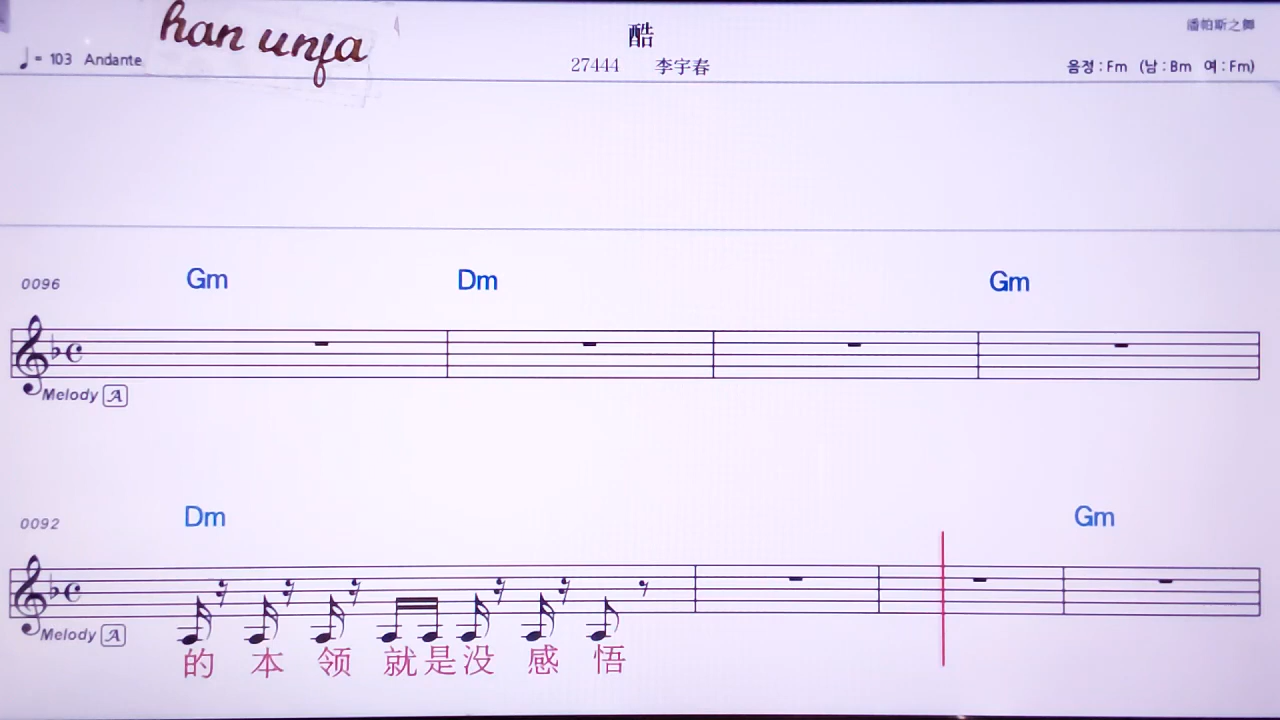 han unja
酷
潘帕斯之舞
♩= 103 Andante
27444 李宇春
음정 : Fm (남 : Bm 여 : Fm)
0096 Gm Dm Gm
Melody A
0092 Dm Gm
Melody A
的 本 领 就是没 感 悟